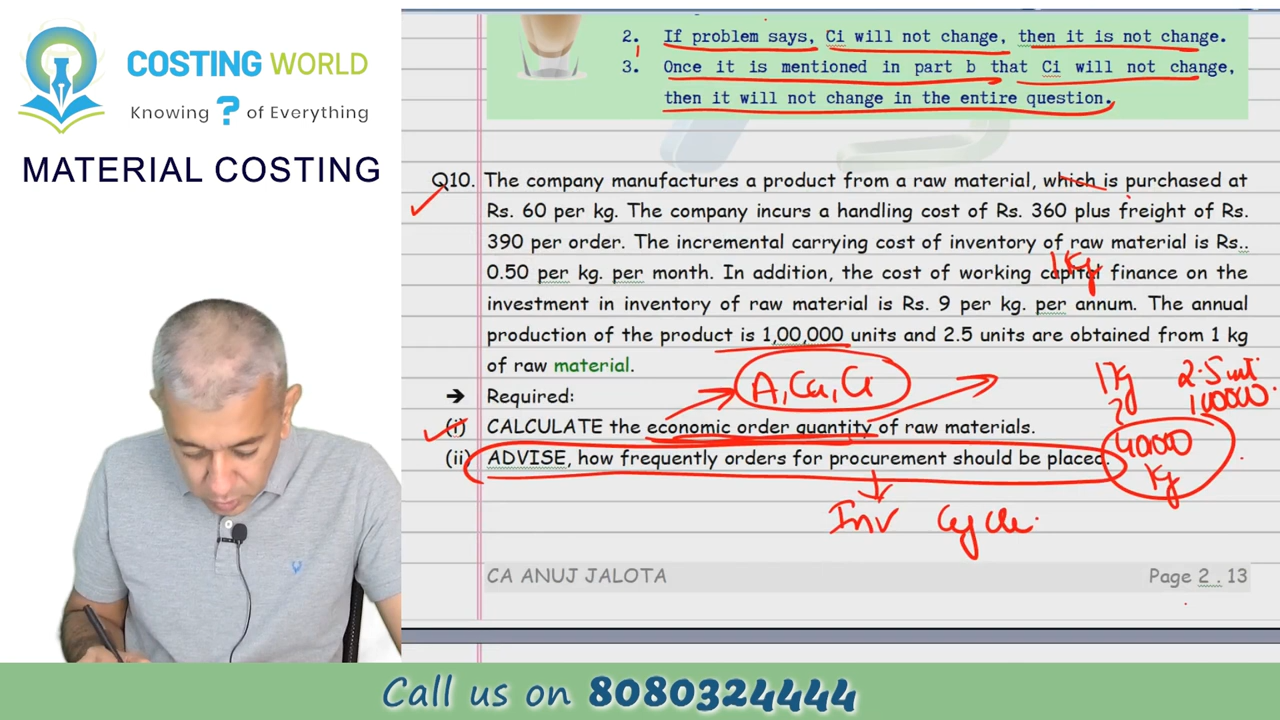 COSTING WORLD
Knowing ? of Everything
MATERIAL COSTING
2. If problem says, Ci will not change, then it is not change.
3. Once it is mentioned in part b that Ci will not change,
then it will not change in the entire question.
Q10. The company manufactures a product from a raw material, which is purchased at
Rs. 60 per kg. The company incurs a handling cost of Rs. 360 plus freight of Rs.
390 per order. The incremental carrying cost of inventory of raw material is Rs..
0.50 per kg. per month. In addition, the cost of working capital finance on the
1Kg
investment in inventory of raw material is Rs. 9 per kg. per annum. The annual
production of the product is 1,00,000 units and 2.5 units are obtained from 1 kg
of raw material.
A, Ca, Ci
1Kg 2.5 unt
? 100000
➔ Required:
(i) CALCULATE the economic order quantity of raw materials.
(ii) ADVISE, how frequently orders for procurement should be placed.
40000
Kg
Inv Cycle.
CA ANUJ JALOTA Page 2 . 13
Call us on 8080324444